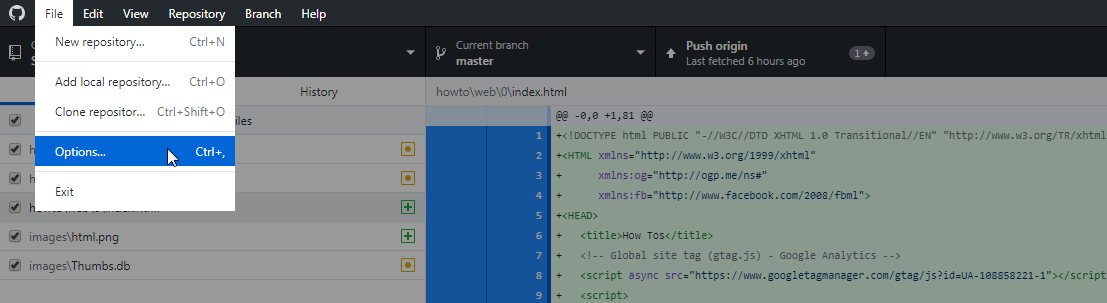 File Edit View Repository Branch Help
New repository... Ctrl+N
Add local repository... Ctrl+O
Clone repositor... Ctrl+Shift+O
Options... Ctrl+,
Exit
Current branch
master
Push origin
Last fetched 6 hours ago
1
History
images\html.png
images\Thumbs.db
howto\web\0\index.html
@@ -0,0 +1,81 @@
1 +<!DOCTYPE html PUBLIC "-//W3C//DTD XHTML 1.0 Transitional//EN" "http://www.w3.org/TR/xhtml
2 +<HTML xmlns="http://www.w3.org/1999/xhtml"
3 + xmlns:og="http://ogp.me/ns#"
4 + xmlns:fb="http://www.facebook.com/2008/fbml">
5 +<HEAD>
6 + <title>How Tos</title>
7 + <!-- Global site tag (gtag.js) - Google Analytics -->
8 + <script async src="https://www.googletagmanager.com/gtag/js?id=UA-108858221-1"></script
9 + <script>